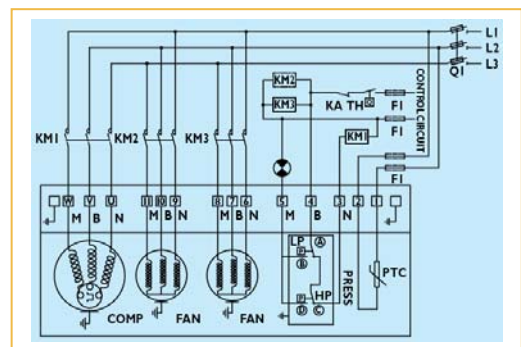 L1
L2
Q1 L3
KM2
KM3
KA TH
F1
F1
F1
CONTROL CIRCUIT
KM1
KM1 KM2 KM3
W V U 11 10 9 8 7 6 5 4 3 2 1
M B N M B N M B N M B N
LP A
P
B
P HP
D C
PRESS
PTC
COMP FAN FAN